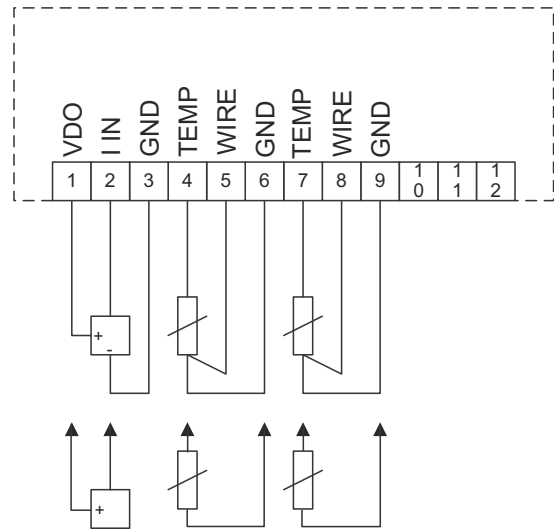 VDO
I IN
GND
TEMP
WIRE
GND
TEMP
WIRE
GND
1 2 3 4 5 6 7 8 9 10 11 12
+
-
+